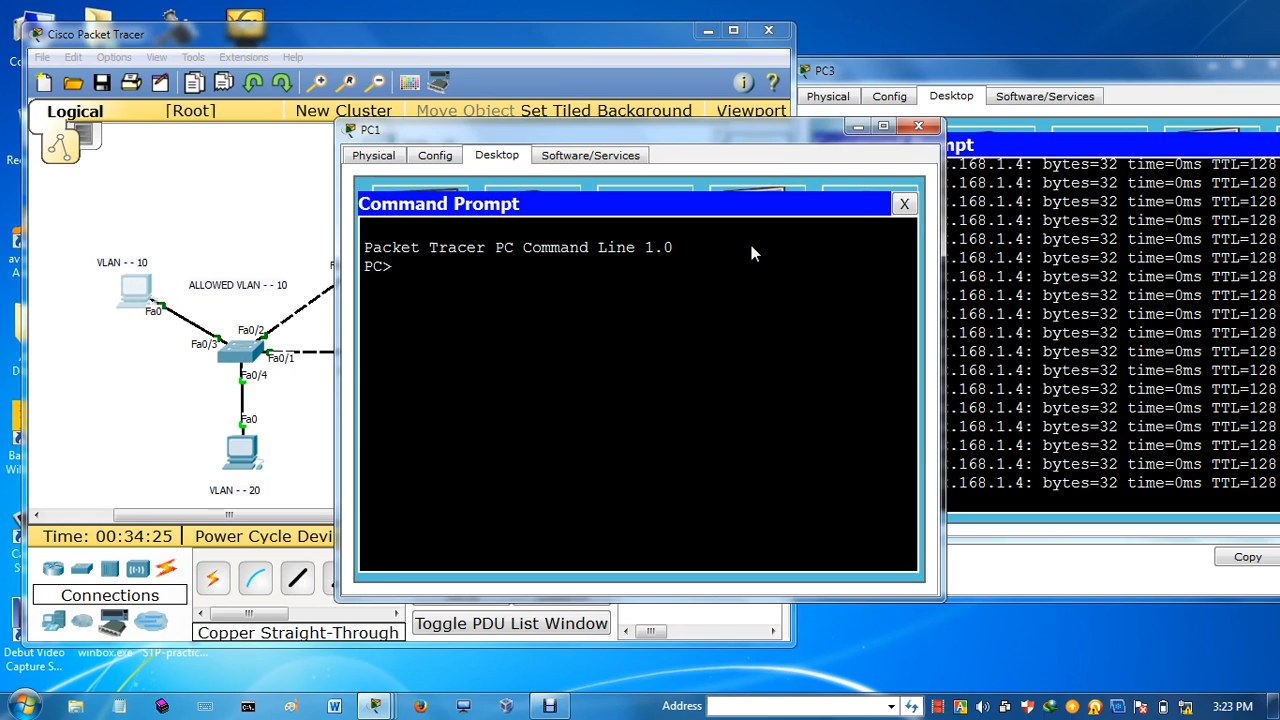 Cisco Packet Tracer
File Edit Options View Tools Extensions Help
Logical [Root] New Cluster Move Object Set Tiled Background Viewport
VLAN - - 10
ALLOWED VLAN - - 10
Fa0
Fa0/2
Fa0/3
Fa0/1
Fa0/4
Fa0
VLAN - - 20
Time: 00:34:25 Power Cycle Devi
Connections
Copper Straight-Through
Toggle PDU List Window
PC1
Physical Config Desktop Software/Services
Command Prompt X
Packet Tracer PC Command Line 1.0
PC>
PC3
Physical Config Desktop Software/Services
mpt
.168.1.4: bytes=32 time=0ms TTL=128
.168.1.4: bytes=32 time=0ms TTL=128
.168.1.4: bytes=32 time=0ms TTL=128
.168.1.4: bytes=32 time=0ms TTL=128
.168.1.4: bytes=32 time=0ms TTL=128
.168.1.4: bytes=32 time=0ms TTL=128
.168.1.4: bytes=32 time=0ms TTL=128
.168.1.4: bytes=32 time=0ms TTL=128
.168.1.4: bytes=32 time=0ms TTL=128
.168.1.4: bytes=32 time=0ms TTL=128
.168.1.4: bytes=32 time=0ms TTL=128
.168.1.4: bytes=32 time=8ms TTL=128
.168.1.4: bytes=32 time=0ms TTL=128
.168.1.4: bytes=32 time=0ms TTL=128
.168.1.4: bytes=32 time=0ms TTL=128
.168.1.4: bytes=32 time=0ms TTL=128
.168.1.4: bytes=32 time=0ms TTL=128
.168.1.4: bytes=32 time=0ms TTL=128
Copy
Debut Video
Capture S...
winbox.exe
STP-practic...
Address
3:23 PM